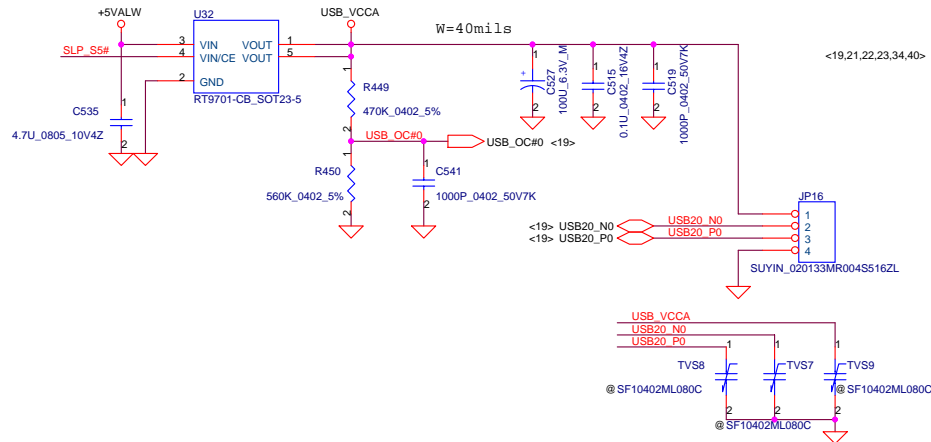 +5VALW
U32
USB_VCCA
W=40mils
3 VIN VOUT 1
SLP_S5# 4 VIN/CE VOUT 5
2 GND
RT9701-CB_SOT23-5
<19,21,22,23,34,40>
1
C535
4.7U_0805_10V4Z
2
1
R449
470K_0402_5%
2
+
1
C527
100U_6.3V_M
2
1
C515
0.1U_0402_16V4Z
2
1
C519
1000P_0402_50V7K
2
USB_OC#0
USB_OC#0 <19>
1
R450
560K_0402_5%
2
1
C541
1000P_0402_50V7K
2
JP16
1
<19> USB20_N0 USB20_N0 2
<19> USB20_P0 USB20_P0 3
4
SUYIN_020133MR004S516ZL
USB_VCCA
USB20_N0
USB20_P0
1
TVS8
1
TVS7
1
TVS9
@ SF10402ML080C
@SF10402ML080C
2
2
2
@SF10402ML080C